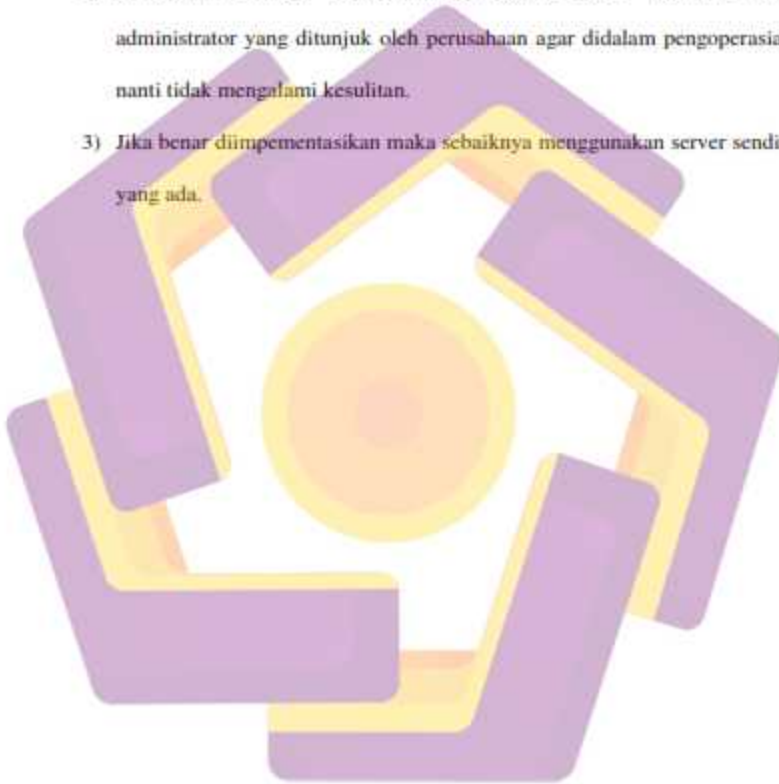 administrator yang ditunjuk oleh perusahaan agar didalam pengoperasia
nanti tidak mengalami kesulitan.
3) Jika benar diimpementasikan maka sebaiknya menggunakan server sendi
yang ada.